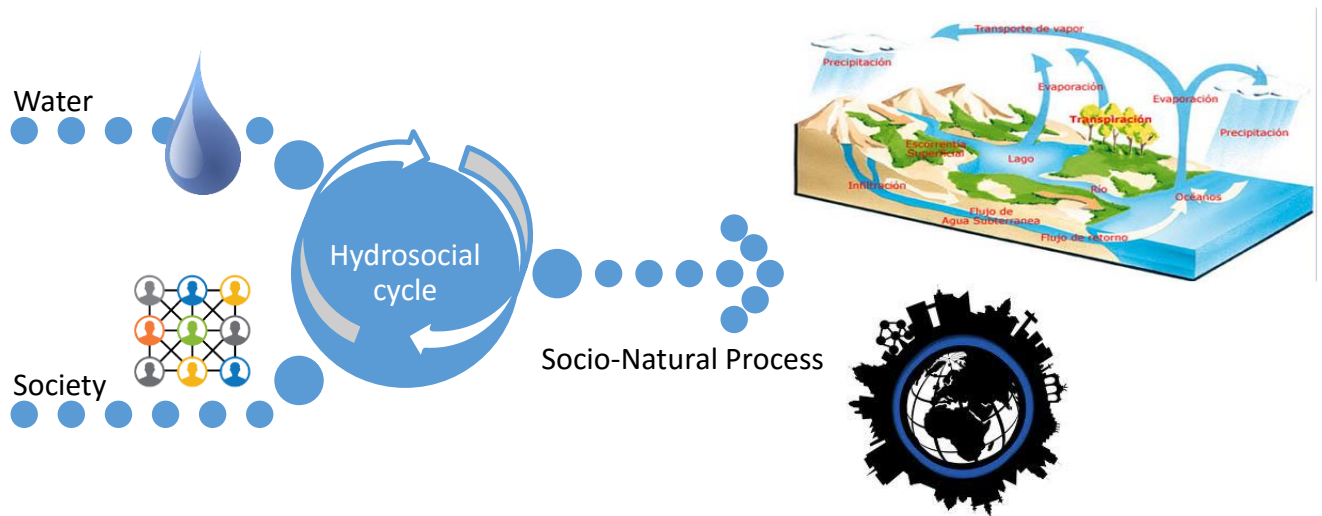 Water
Society
Hydrosocial
cycle
Socio-Natural Process
Transporte de vapor
Precipitación
Evaporación
Evaporación
Transpiración
Precipitación
Escorrentía
Superficial
Lago
Infiltración
Río
Océanos
Flujo de
Agua Subterranea
Flujo de retorno